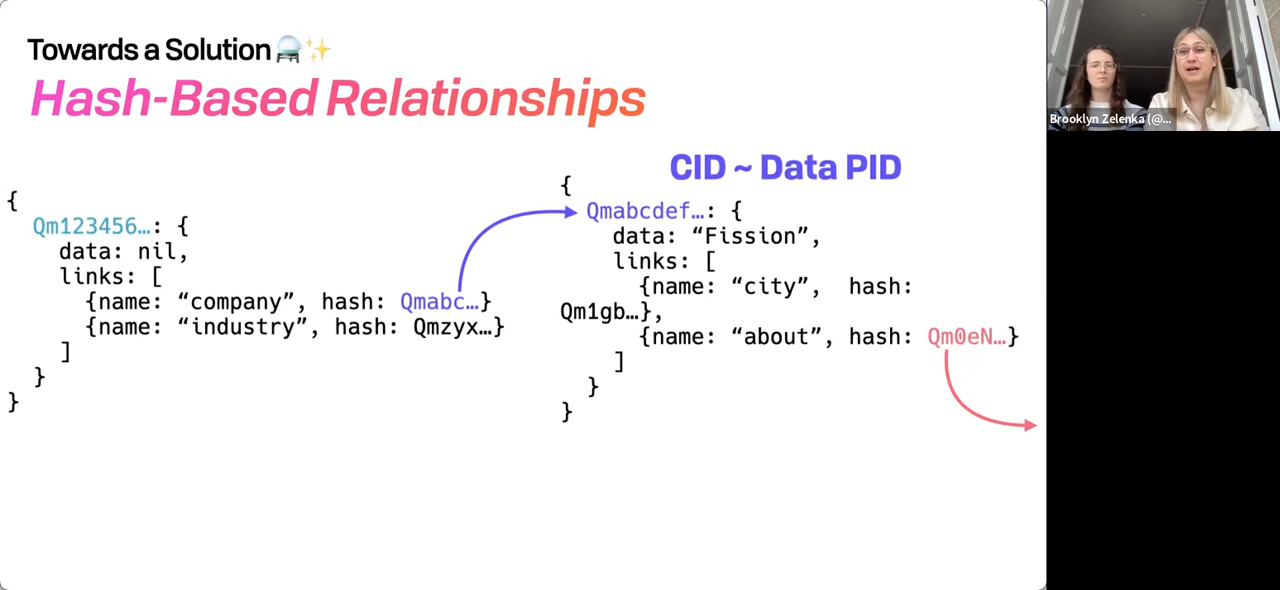 Towards a Solution 🔮✨
Hash-Based Relationships
CID ~ Data PID
{
Qm123456…: {
data: nil,
links: [
{name: “company”, hash: Qmabc…}
{name: “industry”, hash: Qmzyx…}
]
}
}
{
Qmabcdef…: {
data: “Fission”,
links: [
{name: “city”, hash:
Qm1gb…},
{name: “about”, hash: Qm0eN…}
]
}
}
Brooklyn Zelenka (@...